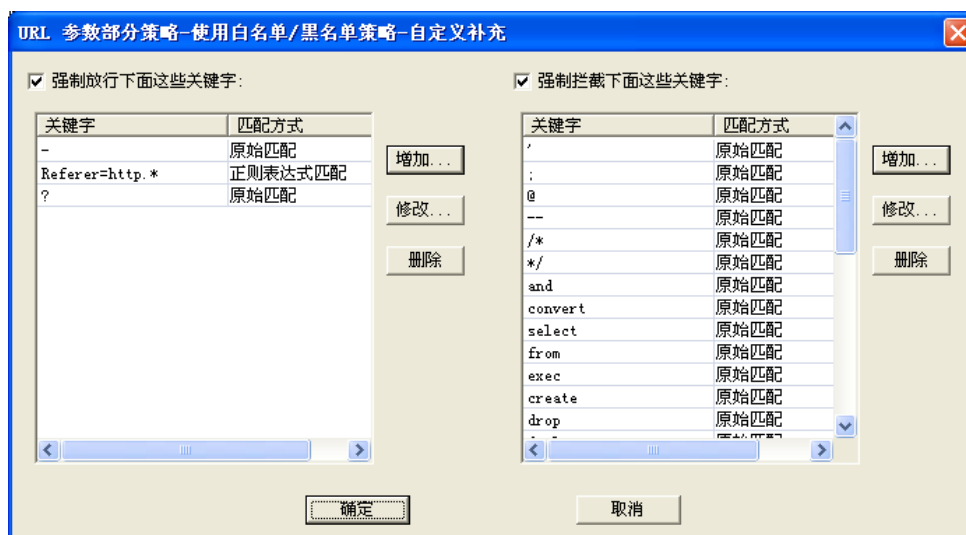 URL 参数部分策略-使用白名单/黑名单策略-自定义补充
强制放行下面这些关键字:
强制拦截下面这些关键字:
关键字 匹配方式
- 原始匹配
Referer=http.* 正则表达式匹配
? 原始匹配
增加...
修改...
删除
关键字 匹配方式
' 原始匹配
; 原始匹配
@ 原始匹配
-- 原始匹配
/* 原始匹配
*/ 原始匹配
and 原始匹配
convert 原始匹配
select 原始匹配
from 原始匹配
exec 原始匹配
create 原始匹配
drop 原始匹配
增加...
修改...
删除
确定
取消